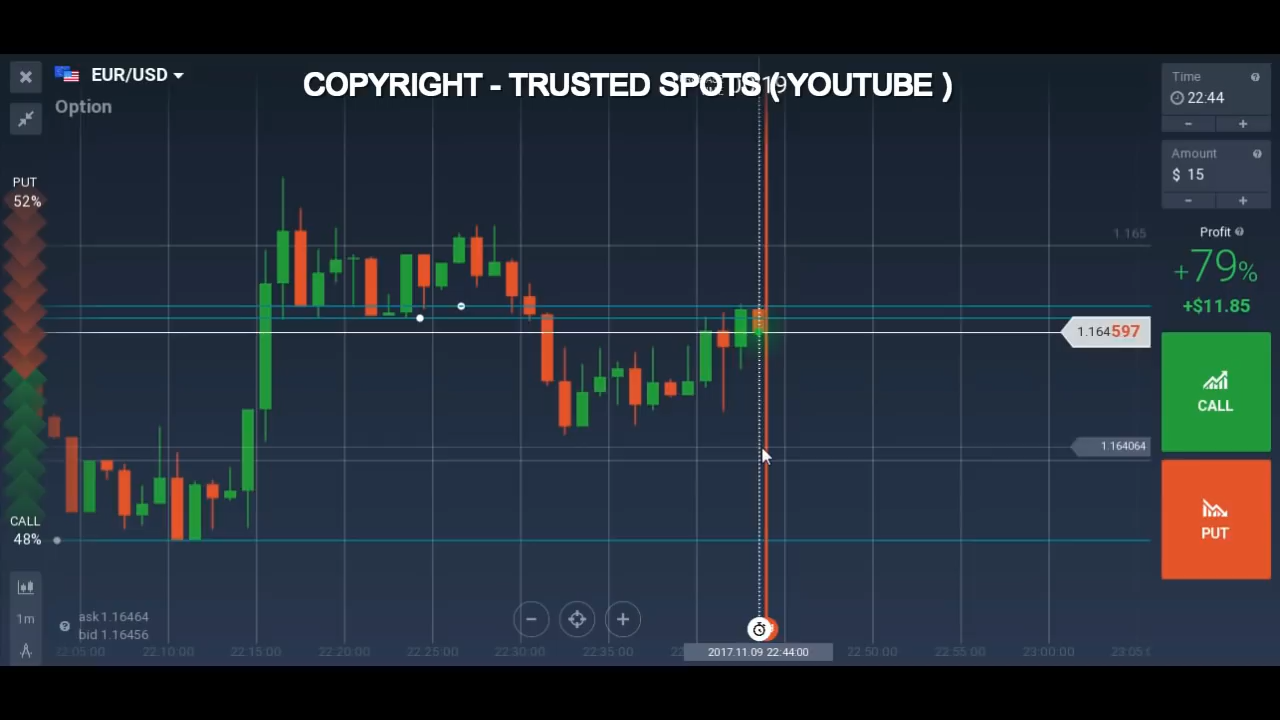 EUR/USD
COPYRIGHT - TRUSTED SPOTS ( YOUTUBE )
Option
Time
22:44
- +
Amount
$ 15
- +
PUT
52%
Profit
+79%
+$11.85
1.165
1.164597
CALL
1.164064
PUT
CALL
48%
1m
ask 1.16464
bid 1.16456
- +
22:05:00 22:10:00 22:15:00 22:20:00 22:25:00 22:30:00 22:35:00 2017.11.09 22:44:00 22:50:00 22:55:00 23:00:00